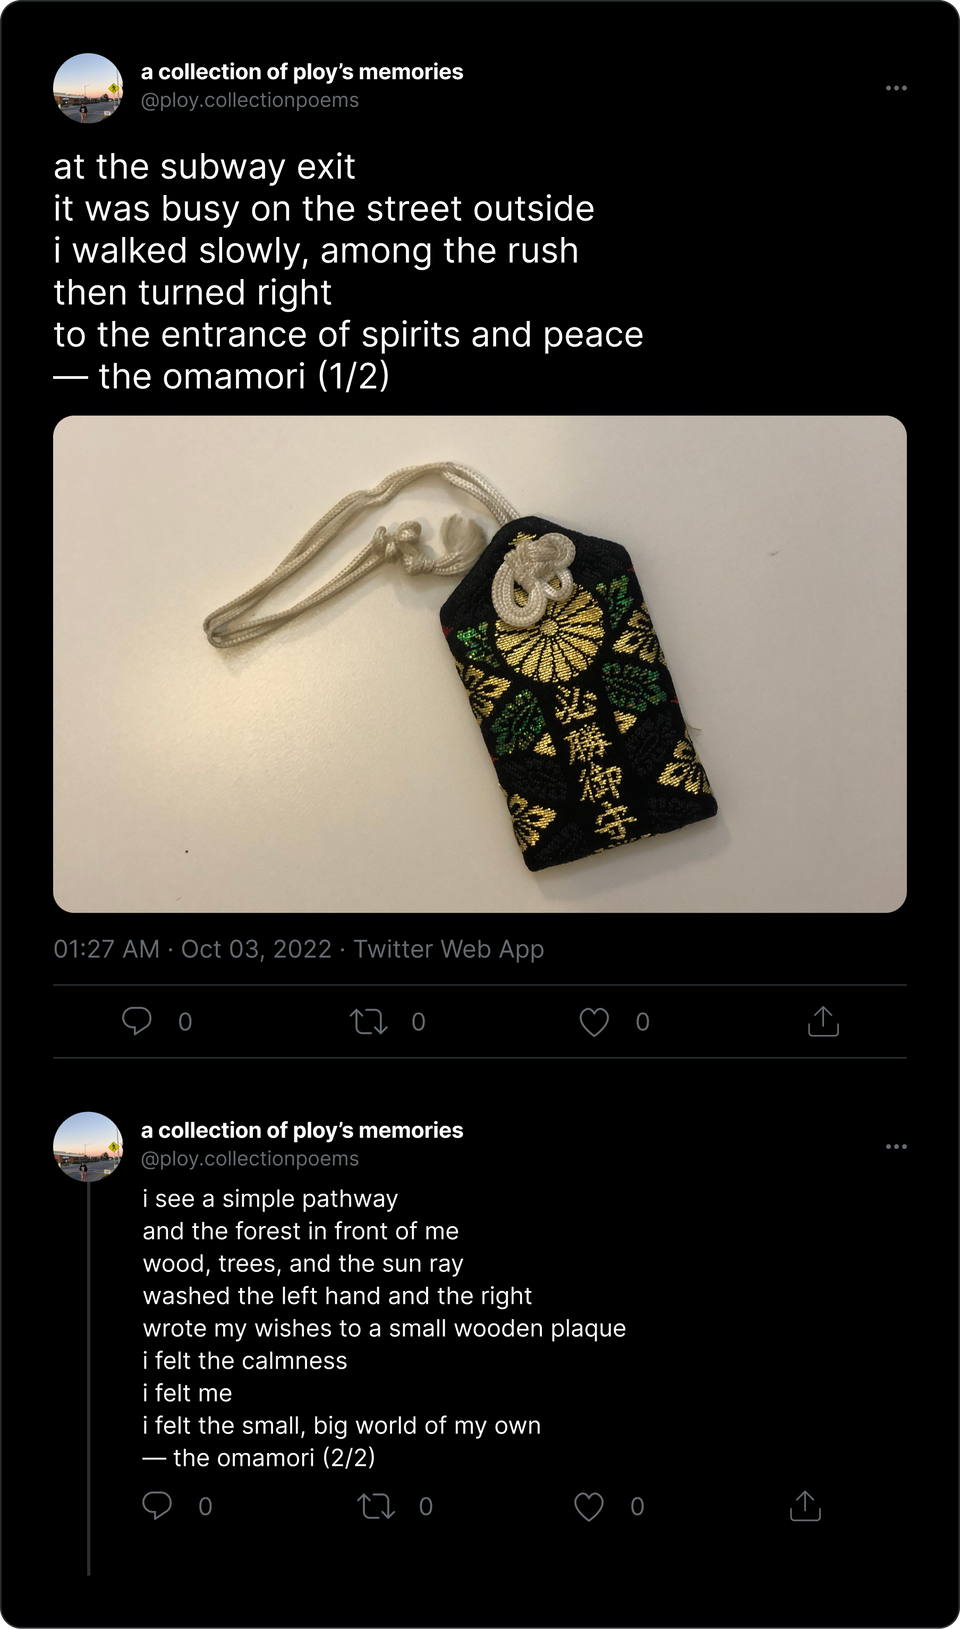 a collection of ploy’s memories
@ploy.collectionpoems
at the subway exit
it was busy on the street outside
i walked slowly, among the rush
then turned right
to the entrance of spirits and peace
— the omamori (1/2)
必
勝
御
守
01:27 AM · Oct 03, 2022 · Twitter Web App
0 0 0
a collection of ploy’s memories
@ploy.collectionpoems
i see a simple pathway
and the forest in front of me
wood, trees, and the sun ray
washed the left hand and the right
wrote my wishes to a small wooden plaque
i felt the calmness
i felt me
i felt the small, big world of my own
— the omamori (2/2)
0 0 0